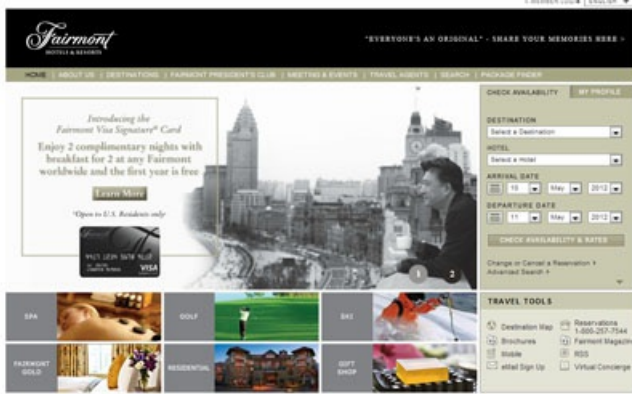 MEMBER LOGIN | ENGLISH
Fairmont
HOTELS & RESORTS
"EVERYONE'S AN ORIGINAL" - SHARE YOUR MEMORIES HERE >
HOME | ABOUT US | DESTINATIONS | FAIRMONT PRESIDENT'S CLUB | MEETING & EVENTS | TRAVEL AGENTS | SEARCH | PACKAGE FINDER
Introducing the
Fairmont Visa Signature® Card
Enjoy 2 complimentary nights with
breakfast for 2 at any Fairmont
worldwide and the first year is free
Learn More
*Open to U.S. Residents only
VISA
1 2
CHECK AVAILABILITY MY PROFILE
DESTINATION
Select a Destination
HOTEL
Select a Hotel
ARRIVAL DATE
10 May 2012
DEPARTURE DATE
11 May 2012
CHECK AVAILABILITY & RATES
Change or Cancel a Reservation >
Advanced Search >
SPA
GOLF
SKI
FAIRMONT
GOLD
RESIDENTIAL
GIFT
SHOP
TRAVEL TOOLS
Destination Map
Reservations
1-800-257-7544
Brochures
Fairmont Magazine
Mobile
RSS
eMail Sign Up
Virtual Concierge